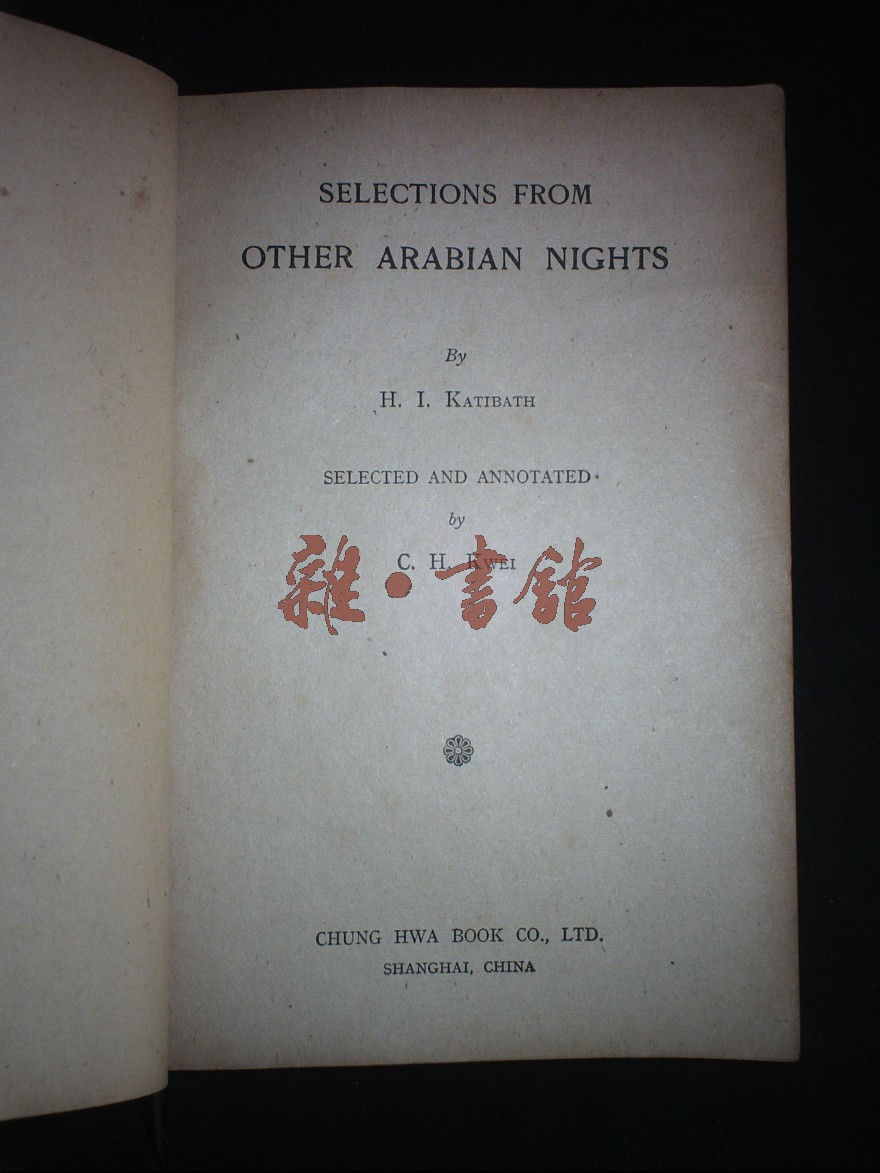 SELECTIONS FROM
OTHER ARABIAN NIGHTS
By
H. I. KATIBATH
SELECTED AND ANNOTATED
by
C. H. KWEI
雜·書館
CHUNG HWA BOOK CO., LTD.
SHANGHAI, CHINA